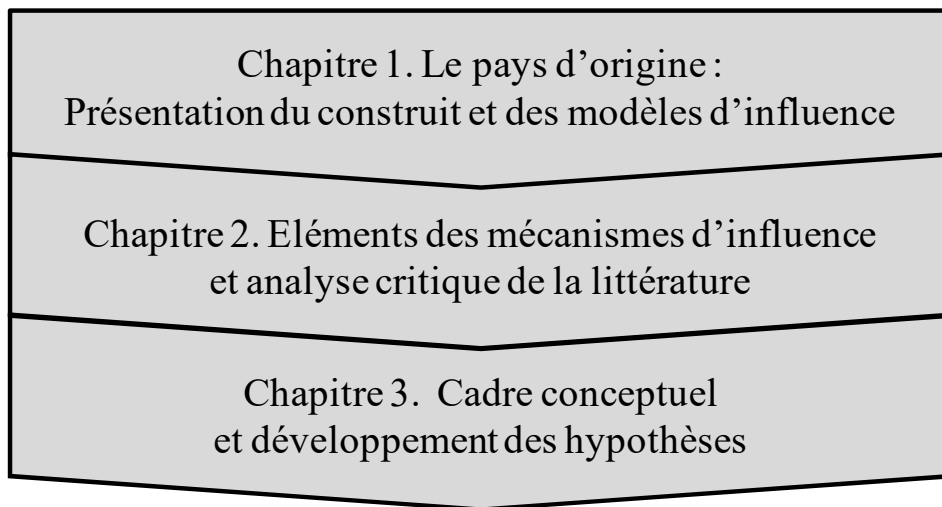 Chapitre 1. Le pays d’origine :
Présentation du construit et des modèles d’influence
Chapitre 2. Eléments des mécanismes d’influence
et analyse critique de la littérature
Chapitre 3. Cadre conceptuel
et développement des hypothèses